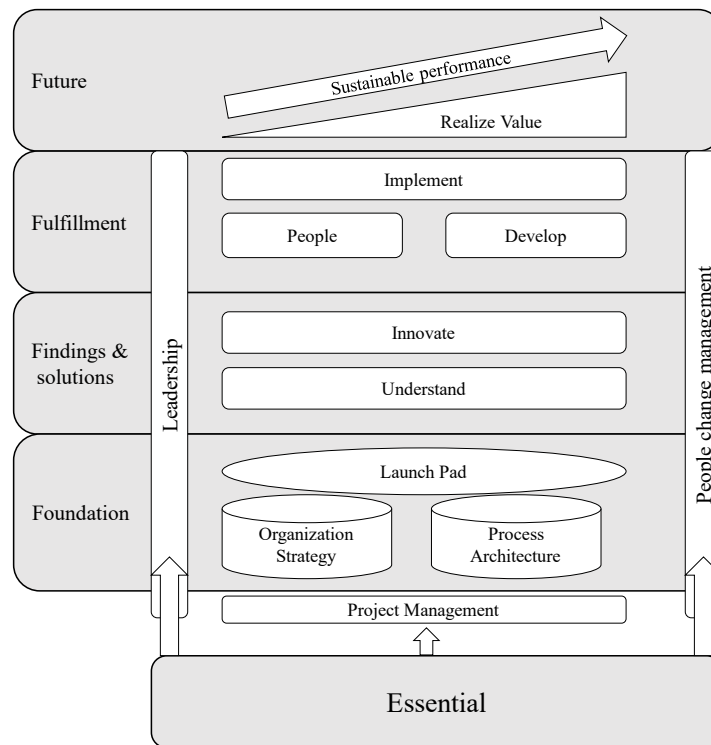 Future
Sustainable performance
Realize Value
Fulfillment
Implement
People
Develop
Findings &
solutions
Innovate
Understand
Leadership
People change management
Foundation
Launch Pad
Organization
Strategy
Process
Architecture
Project Management
Essential